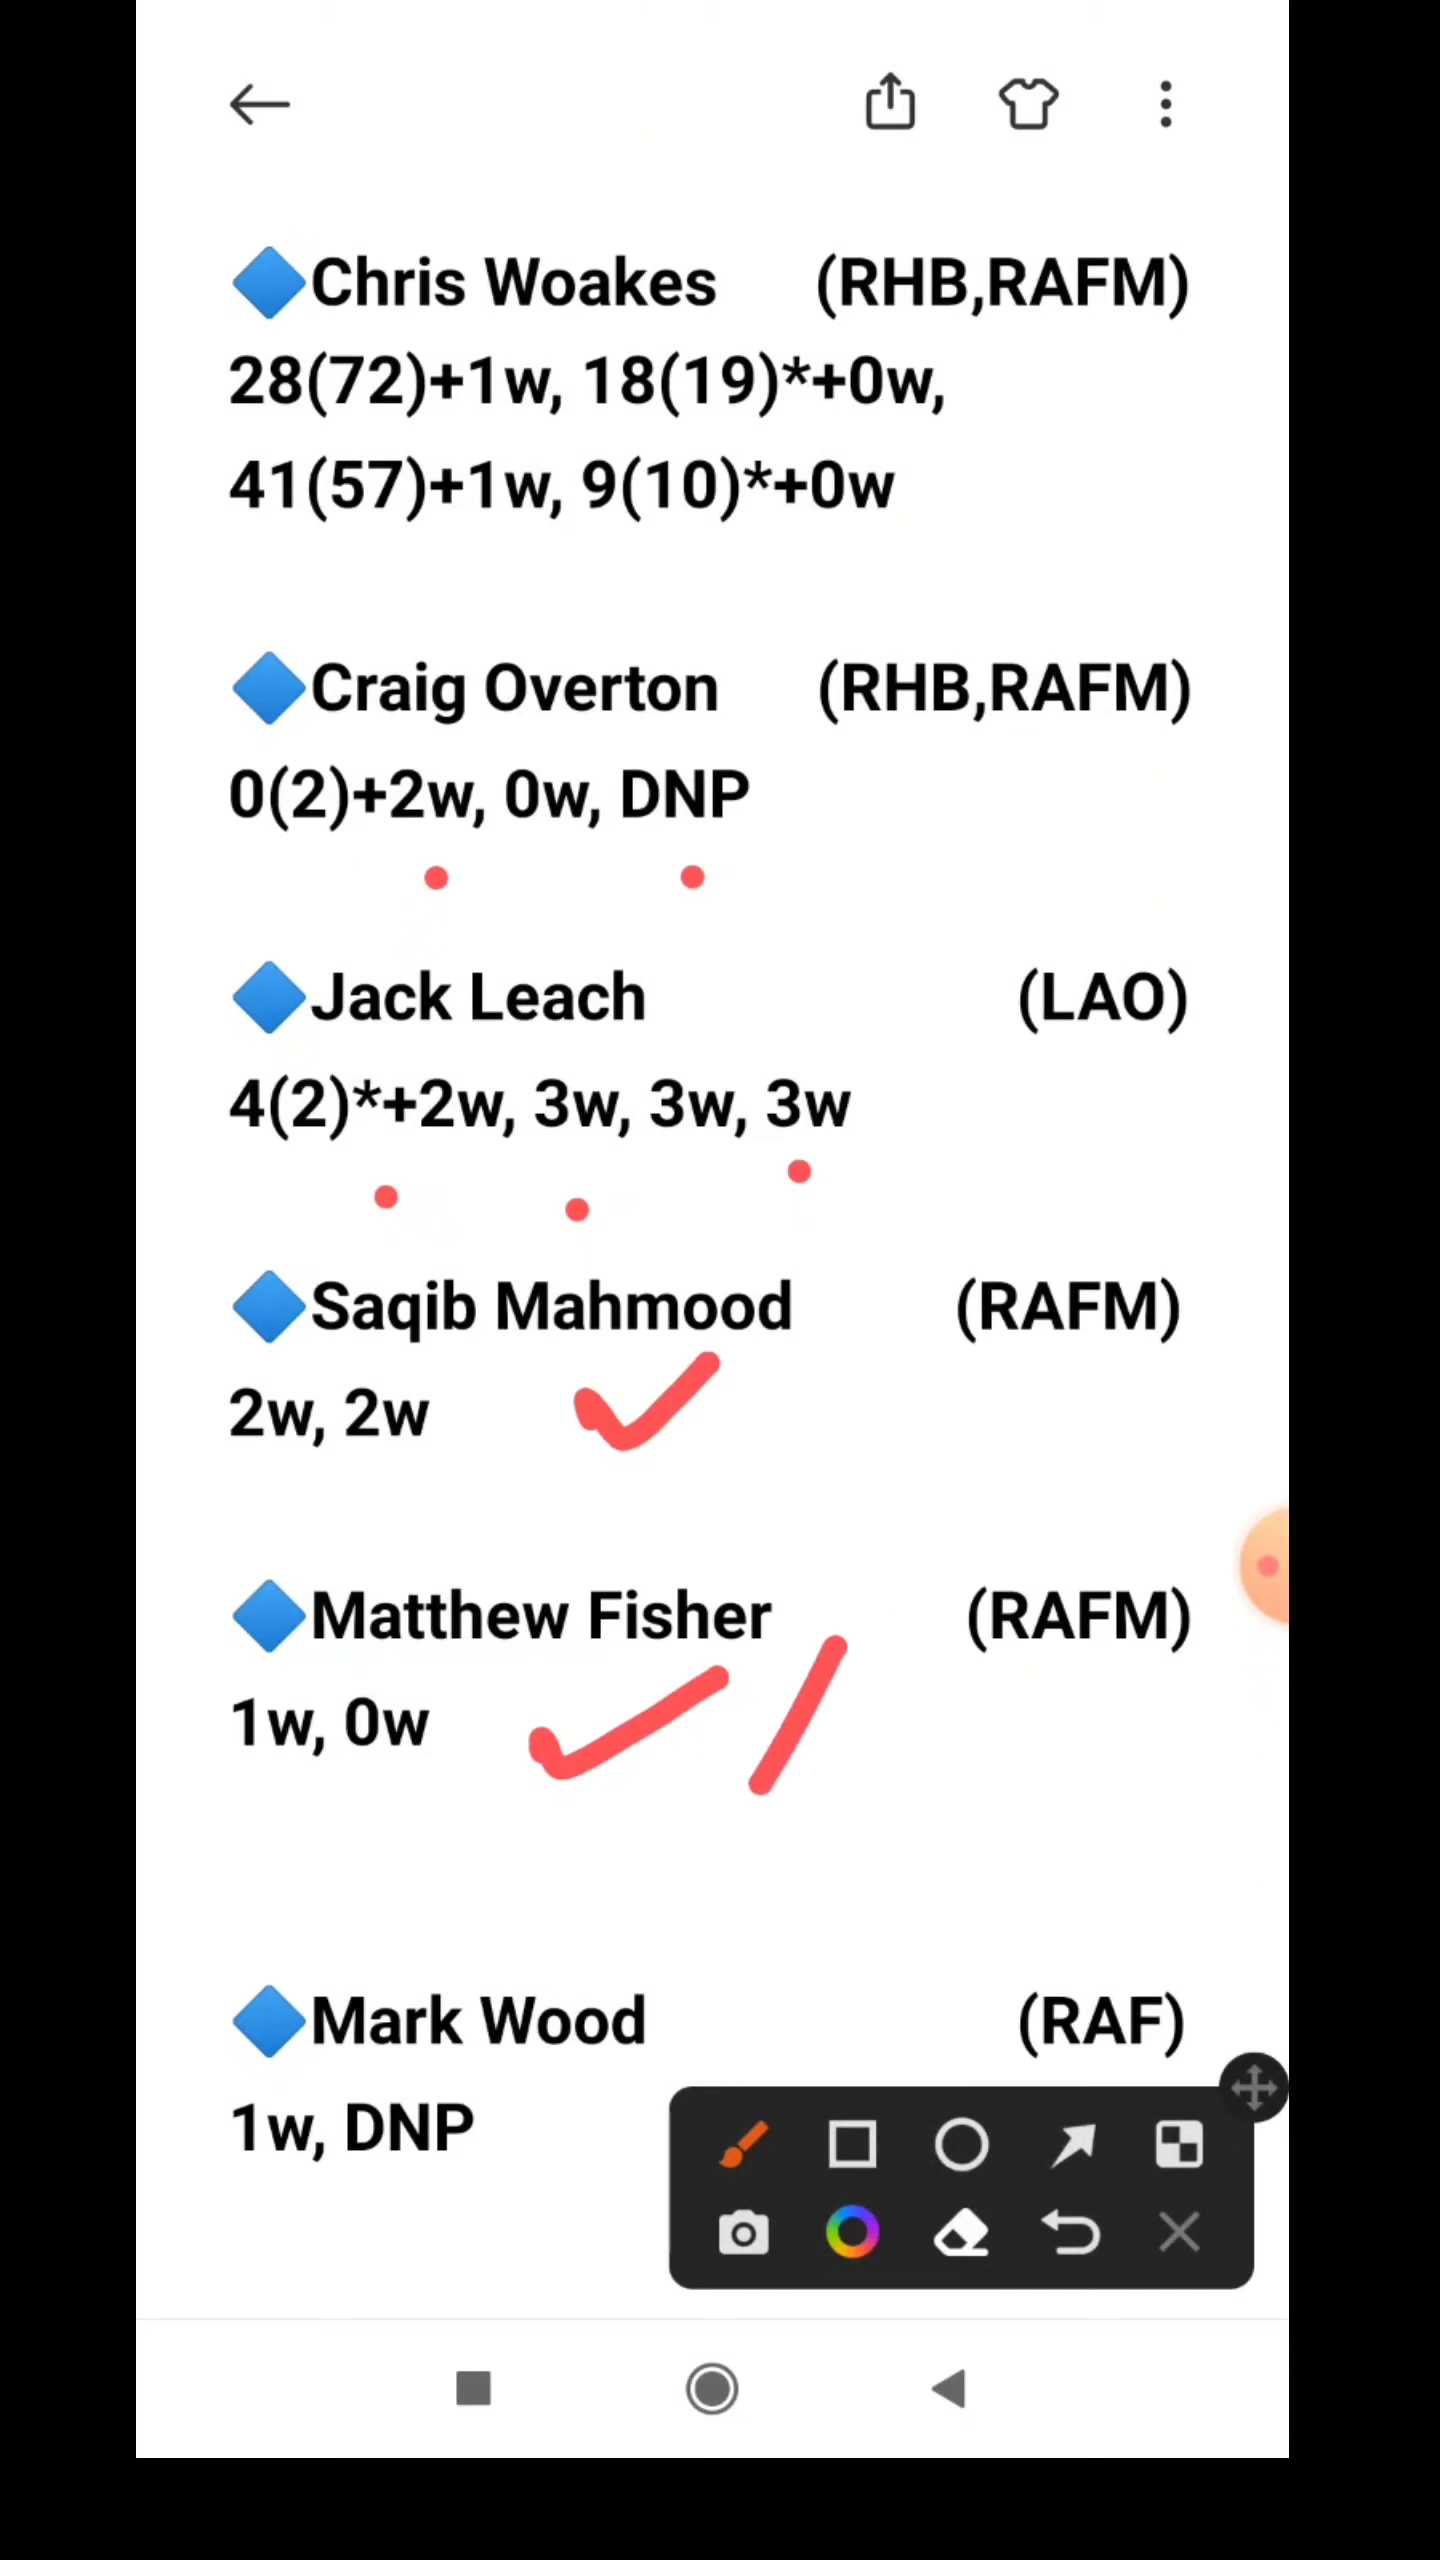 🔷Chris Woakes (RHB,RAFM)
28(72)+1w, 18(19)*+0w,
41(57)+1w, 9(10)*+0w
🔷Craig Overton (RHB,RAFM)
0(2)+2w, 0w, DNP
🔷Jack Leach (LAO)
4(2)*+2w, 3w, 3w, 3w
🔷Saqib Mahmood (RAFM)
2w, 2w
🔷Matthew Fisher (RAFM)
1w, 0w
🔷Mark Wood (RAF)
1w, DNP